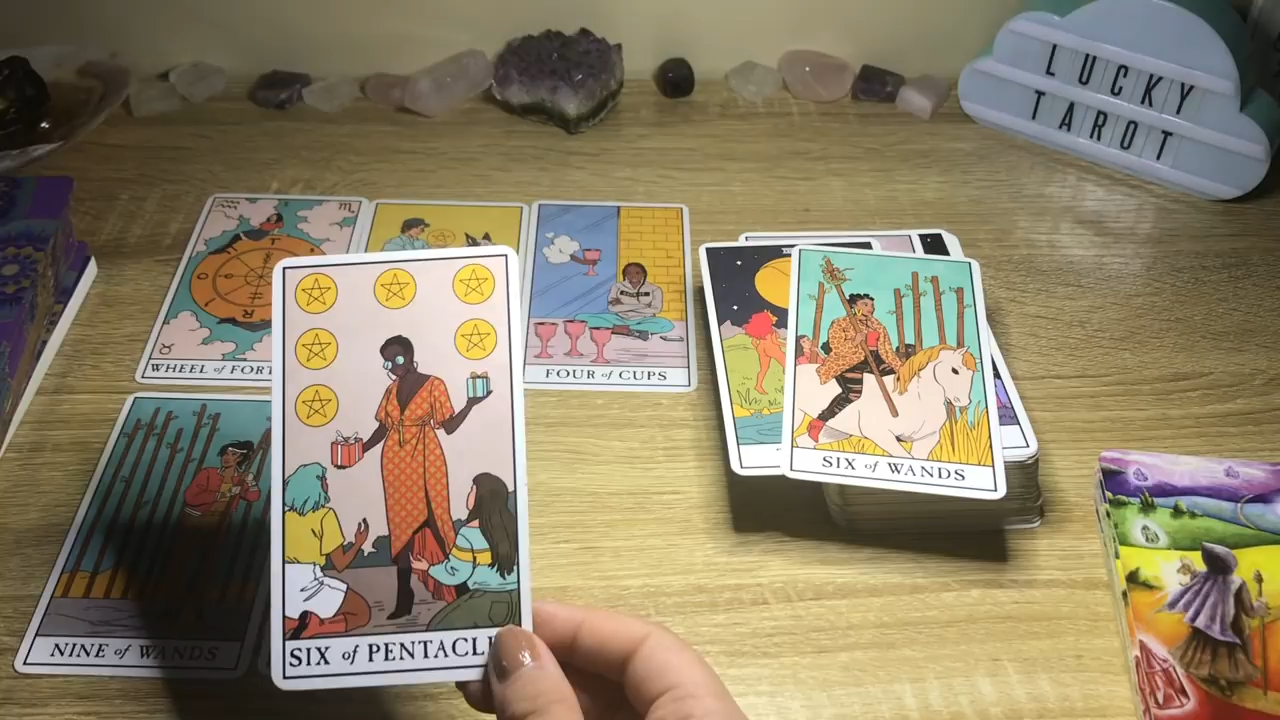 LUCKY
TAROT
WHEEL of FORT
FOUR of CUPS
SIX of WANDS
NINE of WANDS
SIX of PENTACL